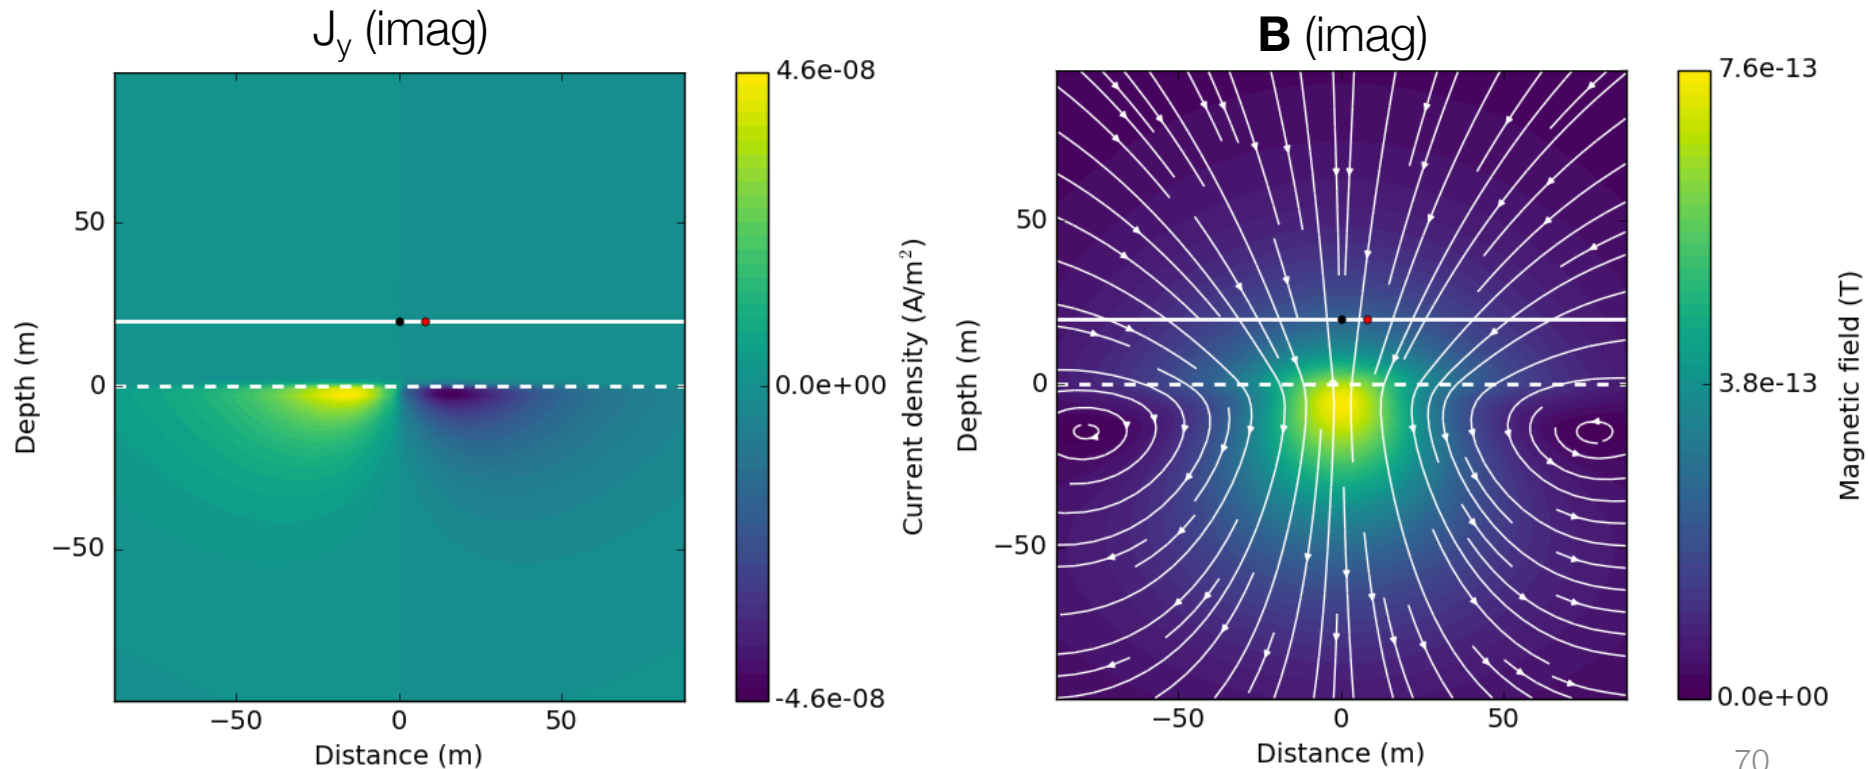 J_y (imag)
B (imag)
4.6e-08
0.0e+00
-4.6e-08
Current density (A/m²)
50
0
−50
Depth (m)
−50
0
50
Distance (m)
7.6e-13
3.8e-13
0.0e+00
Magnetic field (T)
50
0
−50
Depth (m)
−50
0
50
Distance (m)
70